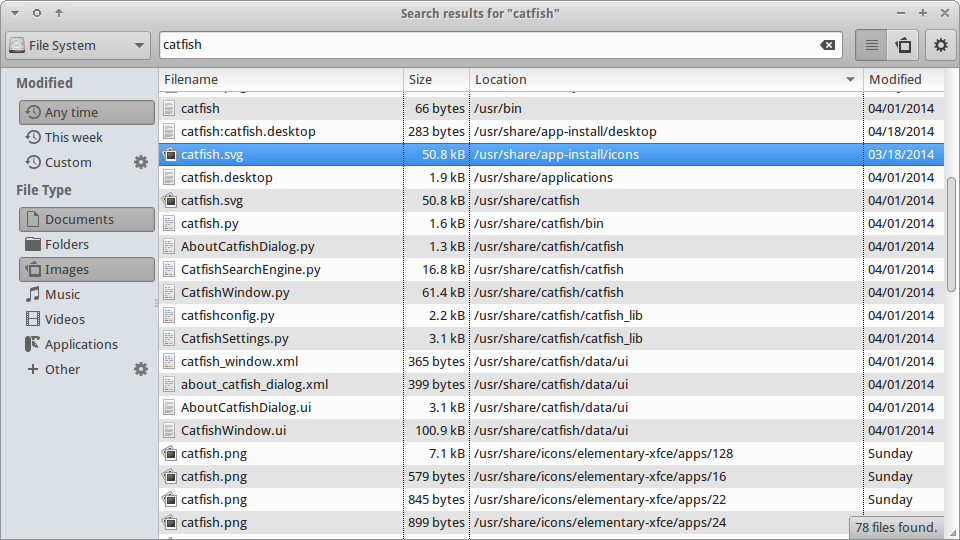 Search results for "catfish"
File System
catfish
Modified
Any time
This week
Custom
File Type
Documents
Folders
Images
Music
Videos
Applications
Other
Filename Size Location Modified
catfish 66 bytes /usr/bin 04/01/2014
catfish:catfish.desktop 283 bytes /usr/share/app-install/desktop 04/18/2014
catfish.svg 50.8 kB /usr/share/app-install/icons 03/18/2014
catfish.desktop 1.9 kB /usr/share/applications 04/01/2014
catfish.svg 50.8 kB /usr/share/catfish 04/01/2014
catfish.py 1.6 kB /usr/share/catfish/bin 04/01/2014
AboutCatfishDialog.py 1.3 kB /usr/share/catfish/catfish 04/01/2014
CatfishSearchEngine.py 16.8 kB /usr/share/catfish/catfish 04/01/2014
CatfishWindow.py 61.4 kB /usr/share/catfish/catfish 04/01/2014
catfishconfig.py 2.2 kB /usr/share/catfish/catfish_lib 04/01/2014
CatfishSettings.py 3.1 kB /usr/share/catfish/catfish_lib 04/01/2014
catfish_window.xml 365 bytes /usr/share/catfish/data/ui 04/01/2014
about_catfish_dialog.xml 399 bytes /usr/share/catfish/data/ui 04/01/2014
AboutCatfishDialog.ui 3.1 kB /usr/share/catfish/data/ui 04/01/2014
CatfishWindow.ui 100.9 kB /usr/share/catfish/data/ui 04/01/2014
catfish.png 7.1 kB /usr/share/icons/elementary-xfce/apps/128 Sunday
catfish.png 579 bytes /usr/share/icons/elementary-xfce/apps/16 Sunday
catfish.png 845 bytes /usr/share/icons/elementary-xfce/apps/22 Sunday
catfish.png 899 bytes /usr/share/icons/elementary-xfce/apps/24
78 files found.